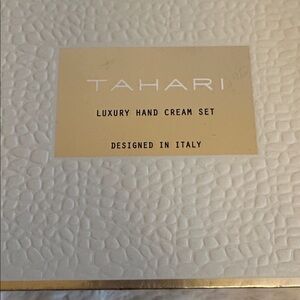 TAHARI
LUXURY HAND CREAM SET
DESIGNED IN ITALY